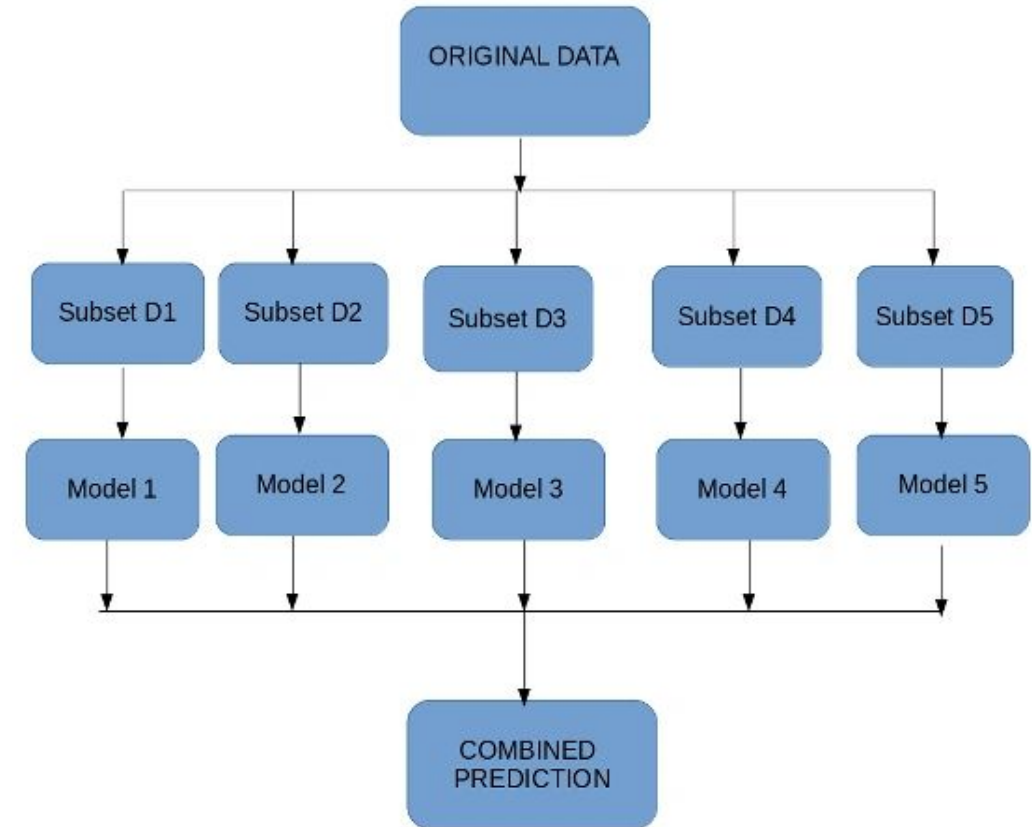 ORIGINAL DATA
Subset D1
Subset D2
Subset D3
Subset D4
Subset D5
Model 1
Model 2
Model 3
Model 4
Model 5
COMBINED
PREDICTION